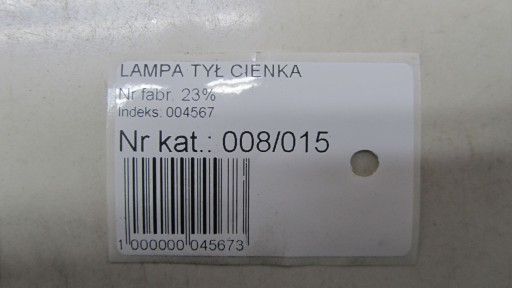 LAMPA TYŁ CIENKA
Nr fabr. 23%
Indeks: 004567
Nr kat.: 008/015
1 000000 045673